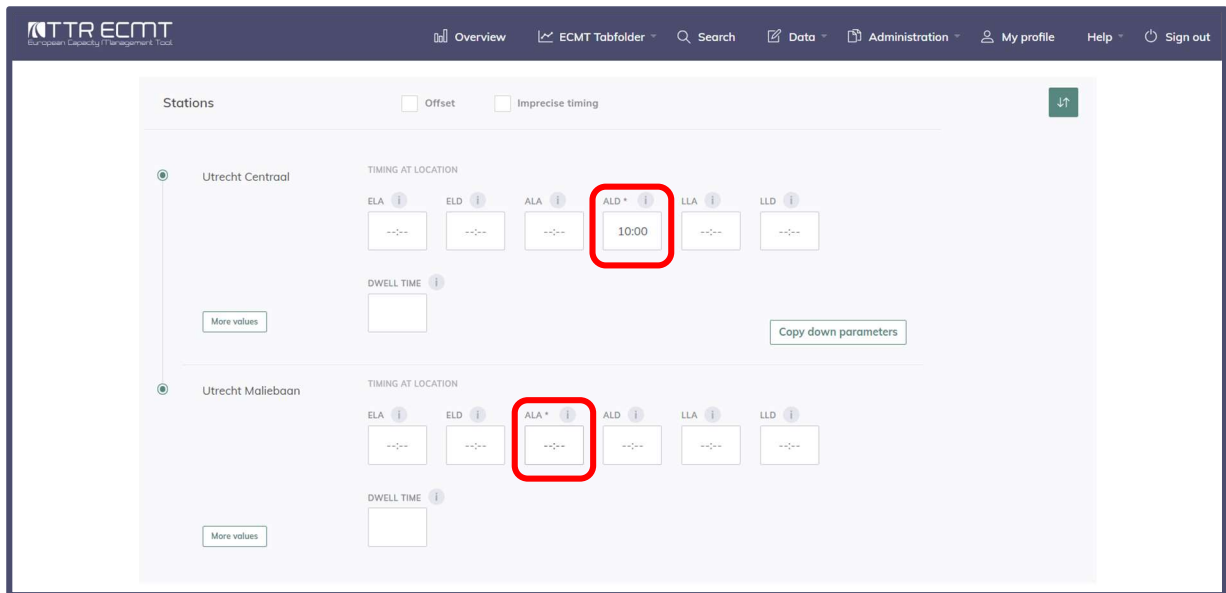 TTR ECMT
European Capacity Management Tool
Overview ECMT Tabfolder Search Data Administration My profile Help Sign out
Stations Offset Imprecise timing
Utrecht Centraal
TIMING AT LOCATION
ELA i ELD i ALA i ALD * i LLA i LLD i
--:-- --:-- --:-- 10:00 --:-- --:--
DWELL TIME i
More values
Copy down parameters
Utrecht Maliebaan
TIMING AT LOCATION
ELA i ELD i ALA * i ALD i LLA i LLD i
--:-- --:-- --:-- --:-- --:-- --:--
DWELL TIME i
More values